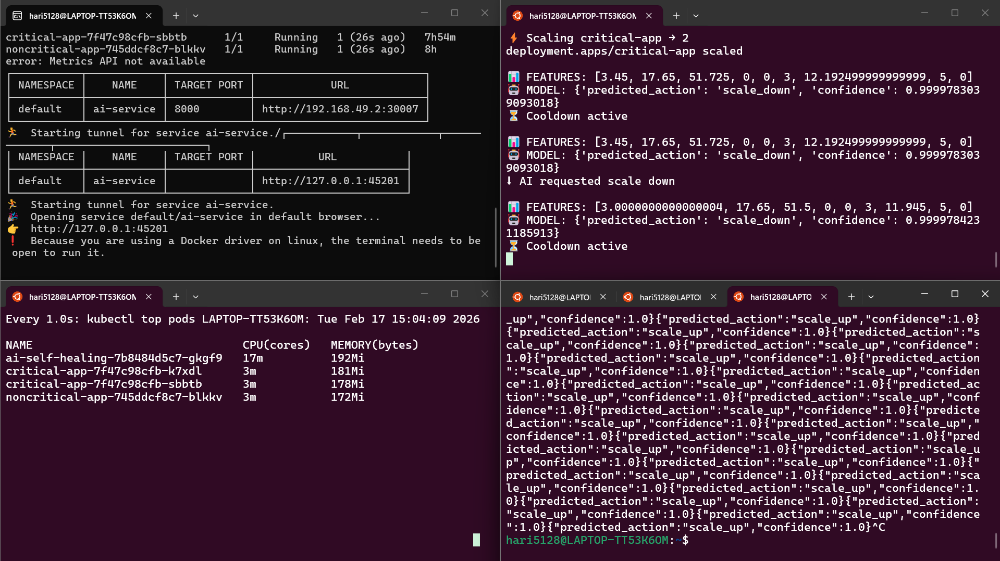 hari5128@LAPTOP-TT53K6OM
critical-app-7f47c98cfb-sbbtb 1/1 Running 1 (26s ago) 7h54m
noncritical-app-745ddcf8c7-blkkv 1/1 Running 1 (26s ago) 8h
error: Metrics API not available
NAMESPACE NAME TARGET PORT URL
default ai-service 8000 http://192.168.49.2:30007
Starting tunnel for service ai-service./
NAMESPACE NAME TARGET PORT URL
default ai-service http://127.0.0.1:45201
Starting tunnel for service ai-service.
Opening service default/ai-service in default browser...
http://127.0.0.1:45201
Because you are using a Docker driver on linux, the terminal needs to be
open to run it.
hari5128@LAPTOP-TT53K6OM
Scaling critical-app → 2
deployment.apps/critical-app scaled
FEATURES: [3.45, 17.65, 51.725, 0, 0, 3, 12.192499999999999, 5, 0]
MODEL: {'predicted_action': 'scale_down', 'confidence': 0.999978303
9093018}
Cooldown active
FEATURES: [3.45, 17.65, 51.725, 0, 0, 3, 12.192499999999999, 5, 0]
MODEL: {'predicted_action': 'scale_down', 'confidence': 0.999978303
9093018}
⬇ AI requested scale down
FEATURES: [3.0000000000000004, 17.65, 51.5, 0, 0, 3, 11.945, 5, 0]
MODEL: {'predicted_action': 'scale_down', 'confidence': 0.999978423
1185913}
Cooldown active
hari5128@LAPTOP-TT53K6OM
Every 1.0s: kubectl top pods LAPTOP-TT53K6OM: Tue Feb 17 15:04:09 2026
NAME CPU(cores) MEMORY(bytes)
ai-self-healing-7b8484d5c7-gkgf9 17m 192Mi
critical-app-7f47c98cfb-k7xdl 3m 181Mi
critical-app-7f47c98cfb-sbbtb 3m 178Mi
noncritical-app-745ddcf8c7-blkkv 3m 172Mi
hari5128@LAPTO hari5128@LAPTO hari5128@LAPTO
_up","confidence":1.0}{"predicted_action":"scale_up","confidence":1.0}
{"predicted_action":"scale_up","confidence":1.0}{"predicted_action":"s
cale_up","confidence":1.0}{"predicted_action":"scale_up","confidence":
1.0}{"predicted_action":"scale_up","confidence":1.0}{"predicted_action
":"scale_up","confidence":1.0}{"predicted_action":"scale_up","confiden
ce":1.0}{"predicted_action":"scale_up","confidence":1.0}{"predicted_ac
tion":"scale_up","confidence":1.0}{"predicted_action":"scale_up","conf
idence":1.0}{"predicted_action":"scale_up","confidence":1.0}{"predicte
d_action":"scale_up","confidence":1.0}{"predicted_action":"scale_up","
confidence":1.0}{"predicted_action":"scale_up","confidence":1.0}{"pred
icted_action":"scale_up","confidence":1.0}{"predicted_action":"scale_u
p","confidence":1.0}{"predicted_action":"scale_up","confidence":1.0}{"
predicted_action":"scale_up","confidence":1.0}{"predicted_action":"sca
le_up","confidence":1.0}{"predicted_action":"scale_up","confidence":1.
0}{"predicted_action":"scale_up","confidence":1.0}{"predicted_action":
"scale_up","confidence":1.0}{"predicted_action":"scale_up","confidence
":1.0}{"predicted_action":"scale_up","confidence":1.0}^C
hari5128@LAPTOP-TT53K6OM:~$